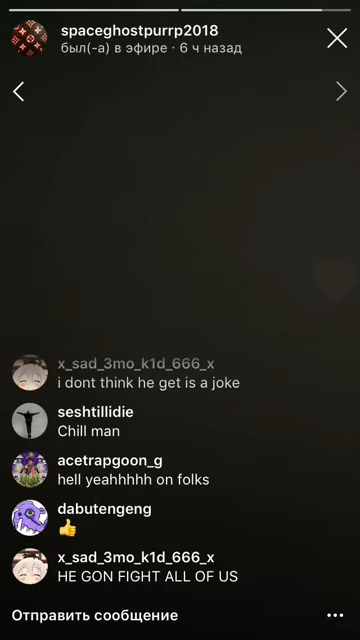 spaceghostpurrp2018
был(-а) в эфире · 6 ч назад
x_sad_3mo_k1d_666_x
i dont think he get is a joke
seshtillidie
Chill man
acetrapgoon_g
hell yeahhhhh on folks
dabutengeng
👍
x_sad_3mo_k1d_666_x
HE GON FIGHT ALL OF US
Отправить сообщение